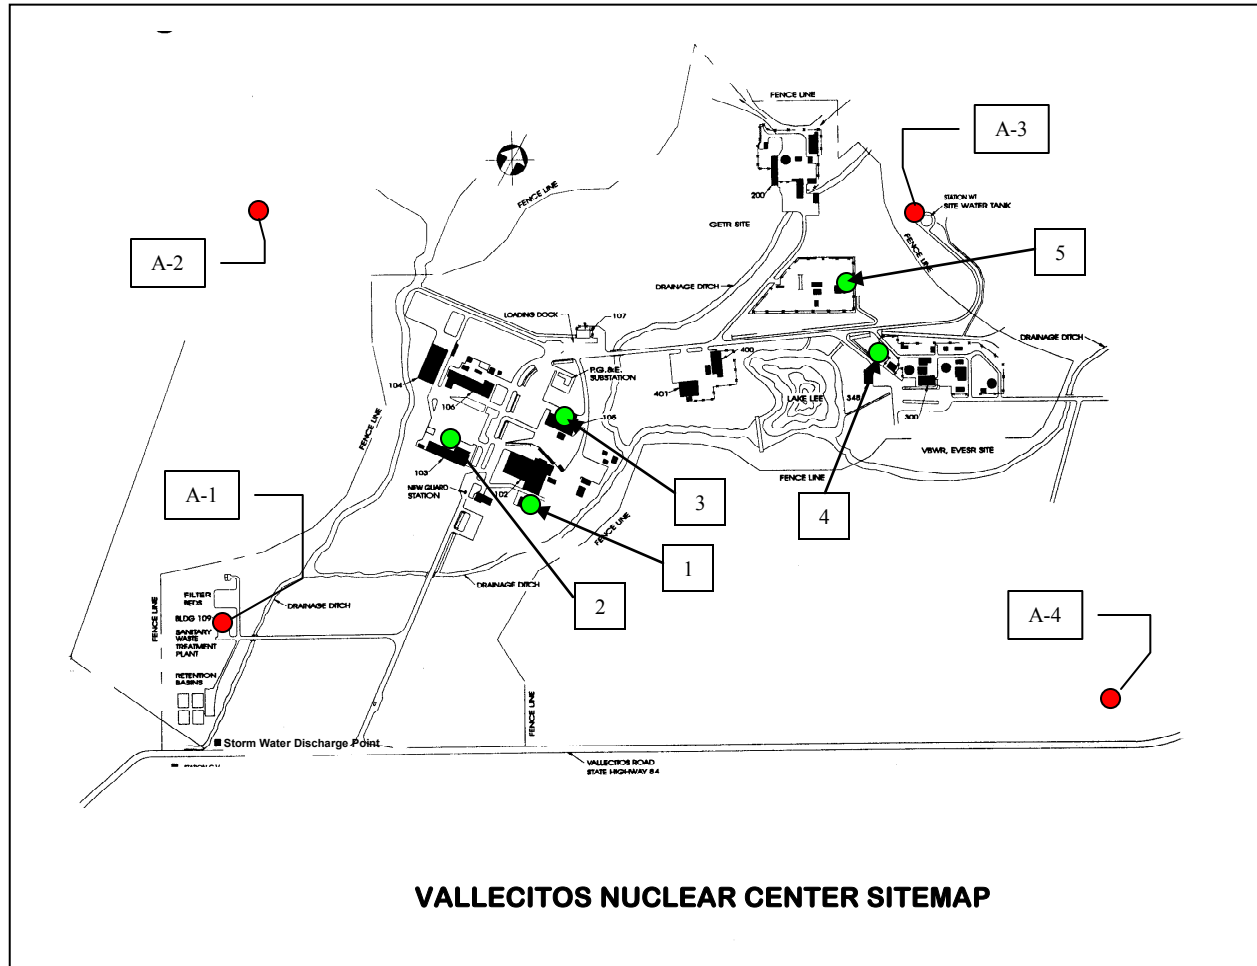 FENCE LINE
A-3
STATION WT
SITE WATER TANK
FENCE LINE
200
A-2
GETR SITE
FENCE LINE
5
DRAINAGE DITCH
LOADING DOCK
107
DRAINAGE DITCH
P.G.&E.
SUBSTATION
400
104
106
401
LAKE LEE
348
300
105
FENCE LINE
VBWR, EVESR SITE
103
FENCE LINE
A-1
NEW GUARD
STATION
102
3
4
FENCE LINE
1
DRAINAGE DITCH
2
FILTER
BEDS
DRAINAGE DITCH
FENCE LINE
BLDG 109
SANITARY
WASTE
TREATMENT
PLANT
A-4
RETENTION
BASINS
FENCE LINE
Storm Water Discharge Point
VALLECITOS ROAD
STATE HIGHWAY 84
VALLECITOS NUCLEAR CENTER SITEMAP